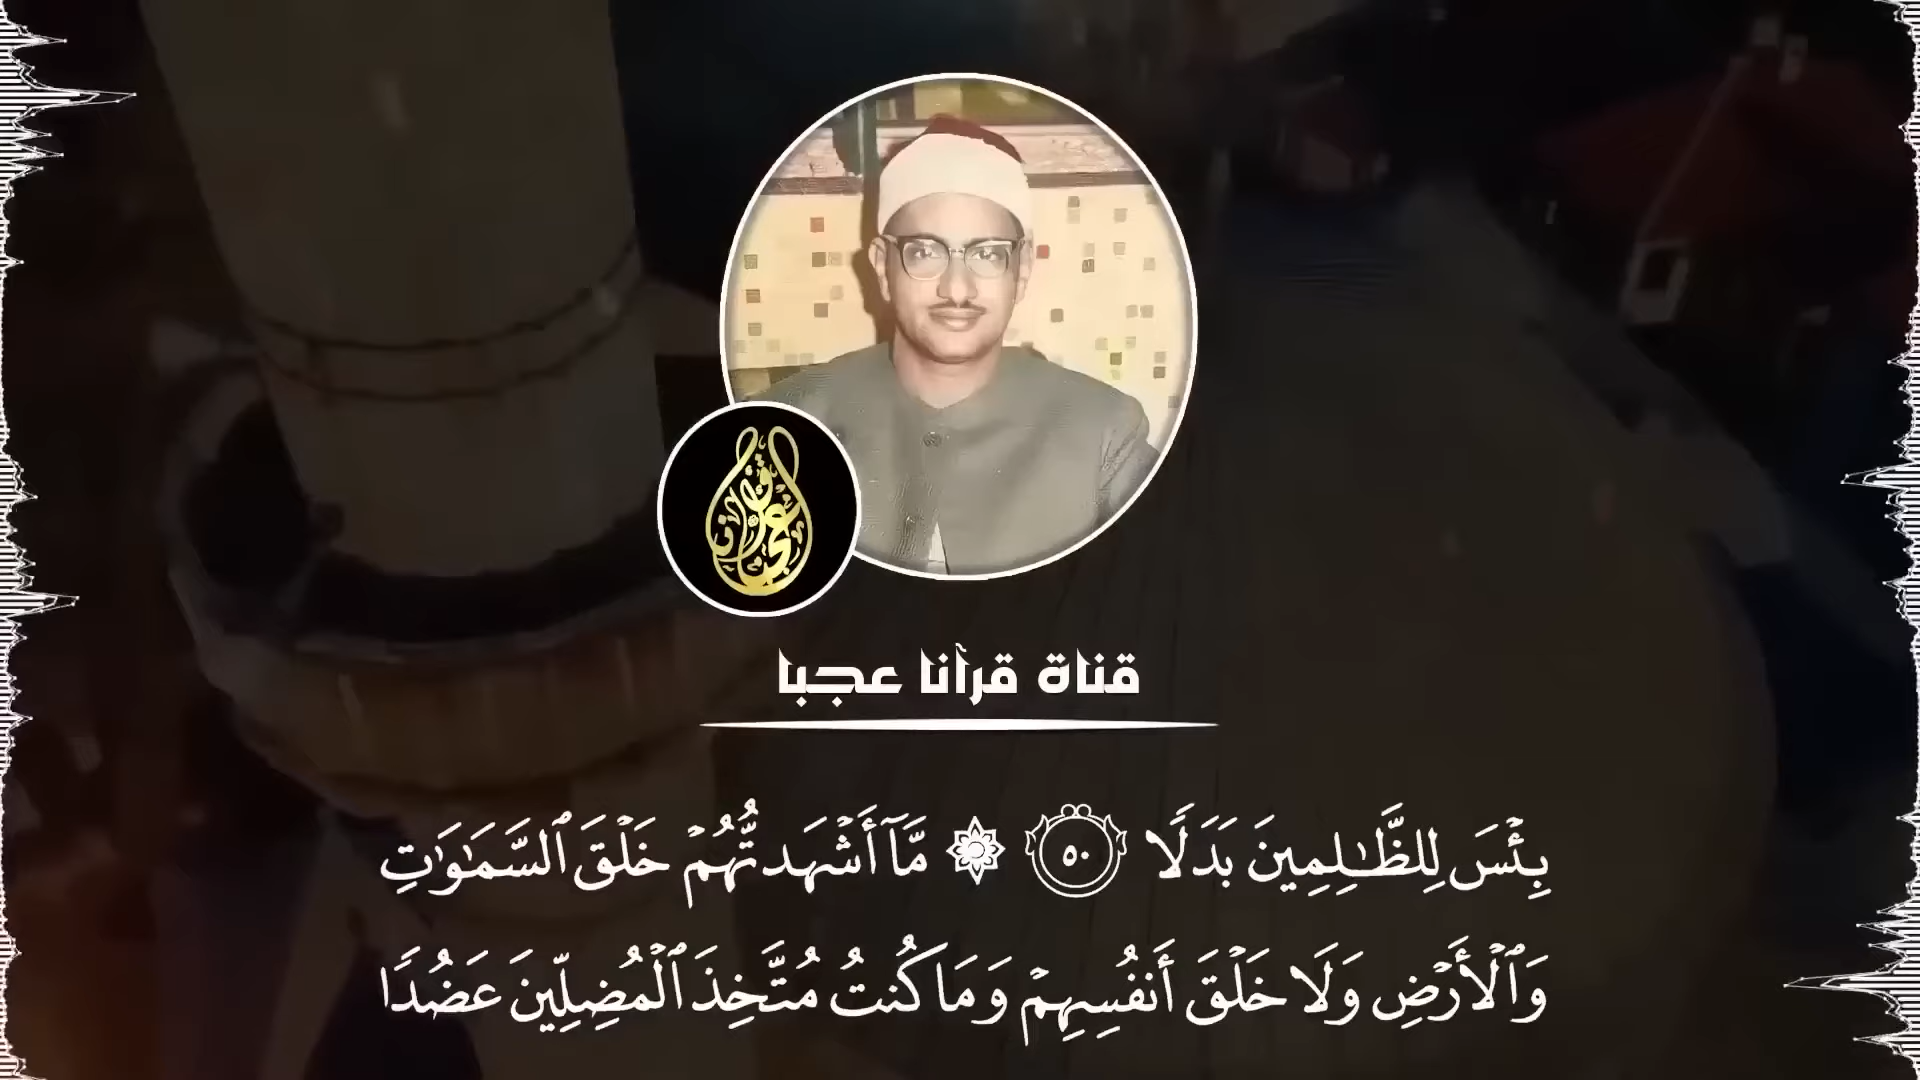 قناة قرآنا عجبا
بِئْسَ لِلظَّـٰلِمِينَ بَدَلًا ٥٠ ۞ مَّآ أَشْهَدتُّهُمْ خَلْقَ ٱلسَّمَـٰوَٰتِ
وَٱلْأَرْضِ وَلَا خَلْقَ أَنفُسِهِمْ وَمَا كُنتُ مُتَّخِذَ ٱلْمُضِلِّينَ عَضُدًا